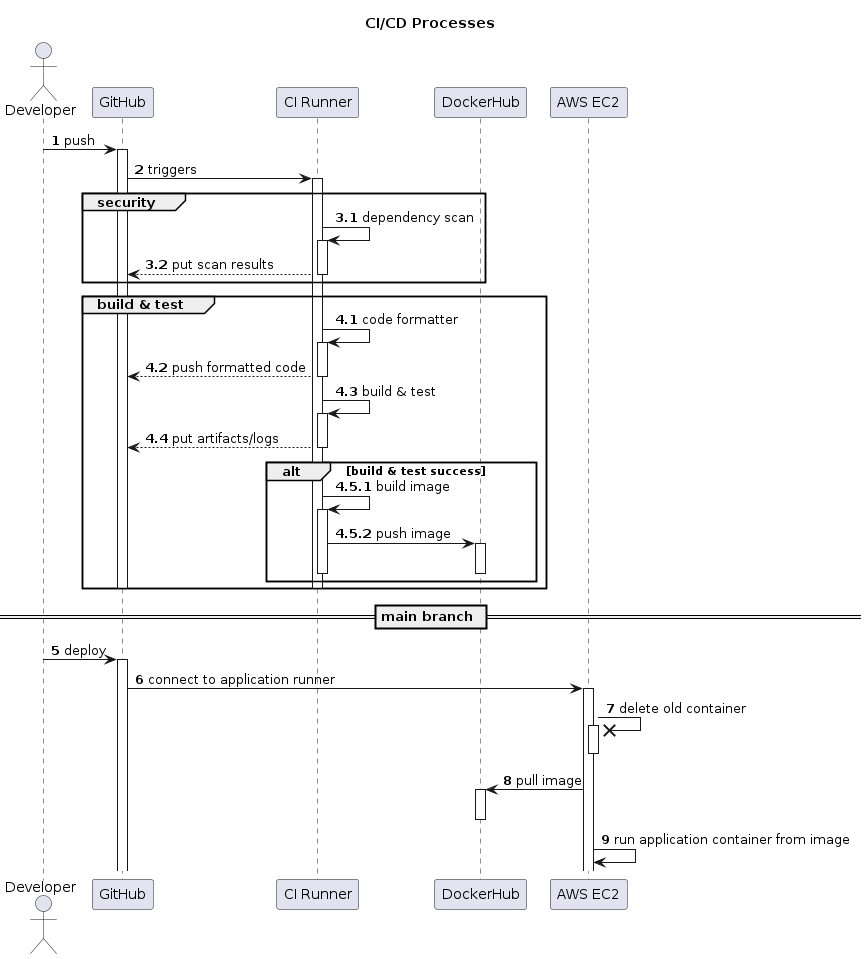 CI/CD Processes
Developer
GitHub
CI Runner
DockerHub
AWS EC2
1 push
2 triggers
security
3.1 dependency scan
3.2 put scan results
build & test
4.1 code formatter
4.2 push formatted code
4.3 build & test
4.4 put artifacts/logs
alt [build & test success]
4.5.1 build image
4.5.2 push image
main branch
5 deploy
6 connect to application runner
7 delete old container
8 pull image
9 run application container from image
Developer
GitHub
CI Runner
DockerHub
AWS EC2